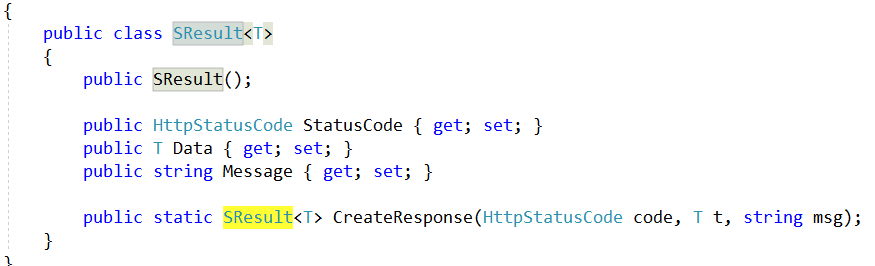 {
public class SResult<T>
{
public SResult();
public HttpStatusCode StatusCode { get; set; }
public T Data { get; set; }
public string Message { get; set; }
public static SResult<T> CreateResponse(HttpStatusCode code, T t, string msg);
}
}